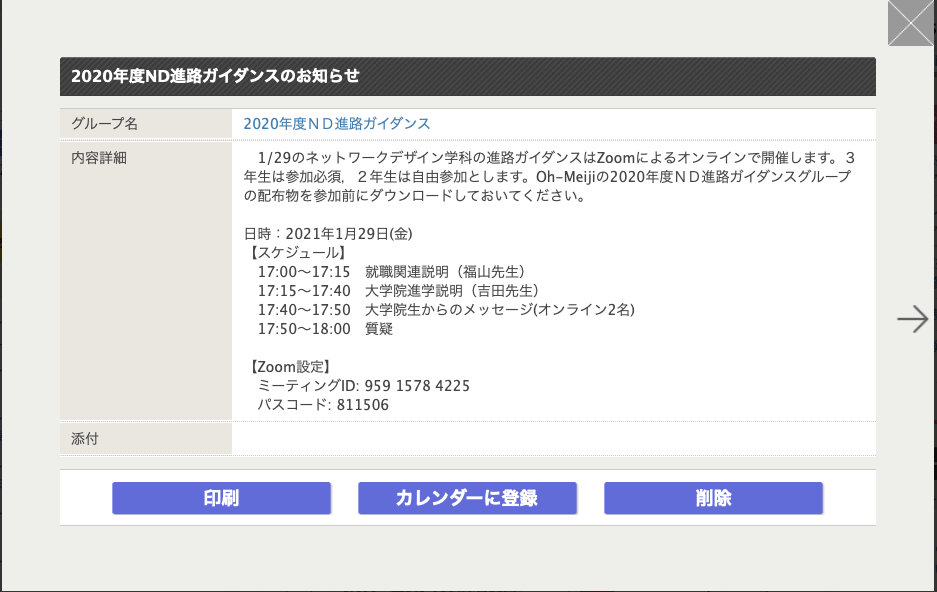 2020年度ND進路ガイダンスのお知らせ
グループ名
2020年度ＮＤ進路ガイダンス
内容詳細
1/29のネットワークデザイン学科の進路ガイダンスはZoomによるオンラインで開催します。３
年生は参加必須，２年生は自由参加とします。Oh-Meijiの2020年度ＮＤ進路ガイダンスグループ
の配布物を参加前にダウンロードしておいてください。
日時：2021年1月29日(金)
【スケジュール】
17:00〜17:15　就職関連説明（福山先生）
17:15〜17:40　大学院進学説明（吉田先生）
17:40〜17:50　大学院生からのメッセージ(オンライン2名)
17:50〜18:00　質疑
【Zoom設定】
ミーティングID: 959 1578 4225
パスコード: 811506
添付
印刷
カレンダーに登録
削除